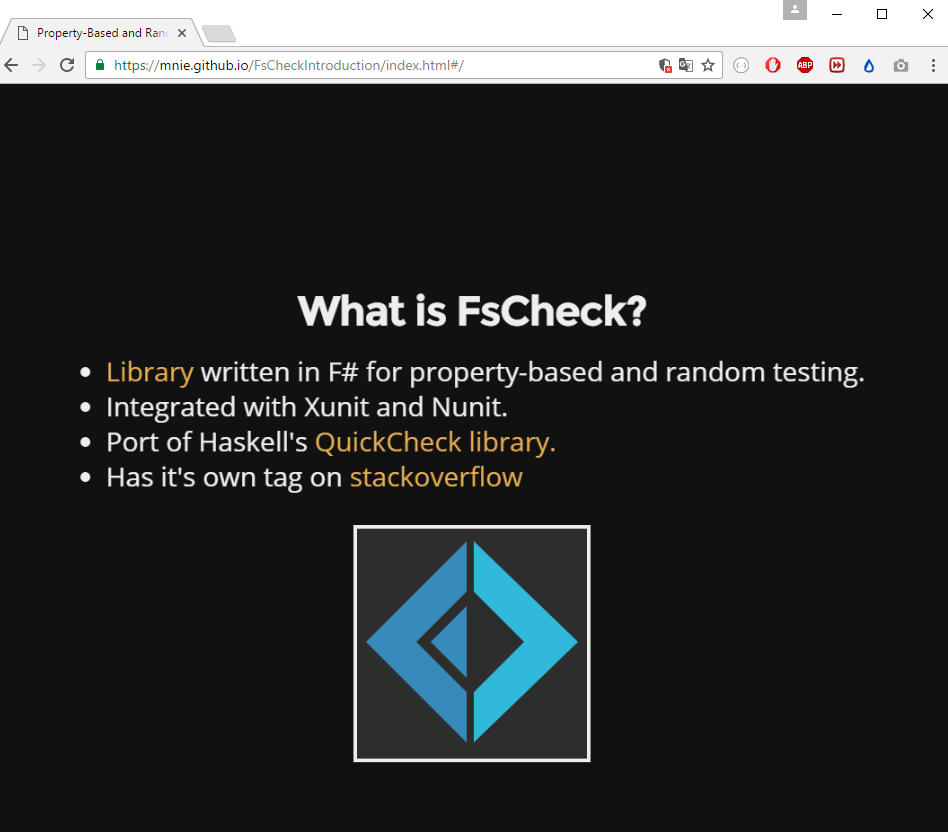 Property-Based and Ran
https://mnie.github.io/FsCheckIntroduction/index.html#/
ABP
What is FsCheck?
Library written in F# for property-based and random testing.
Integrated with Xunit and Nunit.
Port of Haskell's QuickCheck library.
Has it's own tag on stackoverflow